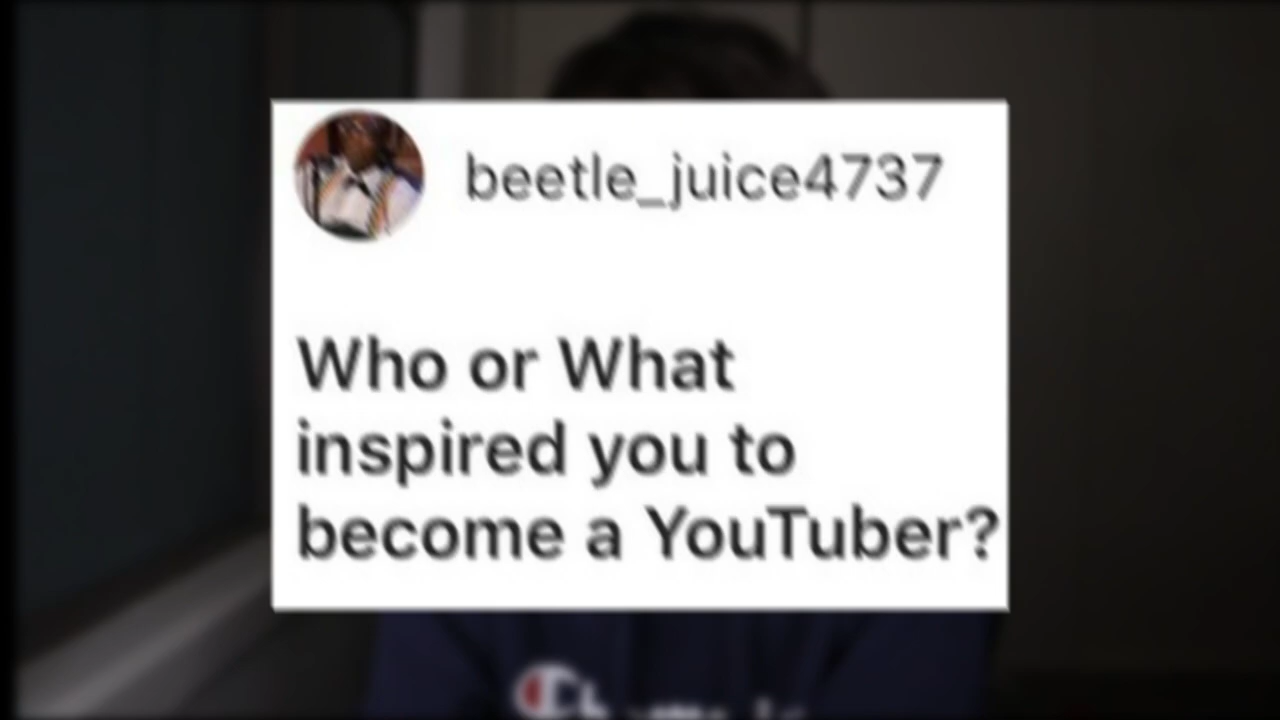 beetle_juice4737
Who or What
inspired you to
become a YouTuber?